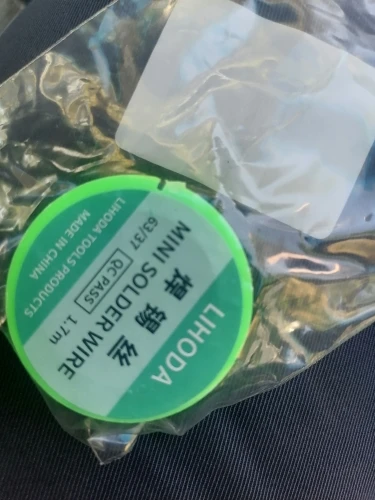 LIHODA
焊锡丝
MINI SOLDER WIRE
63/37 QC PASS 1.7m
LIHODA TOOLS PRODUCTS
MADE IN CHINA